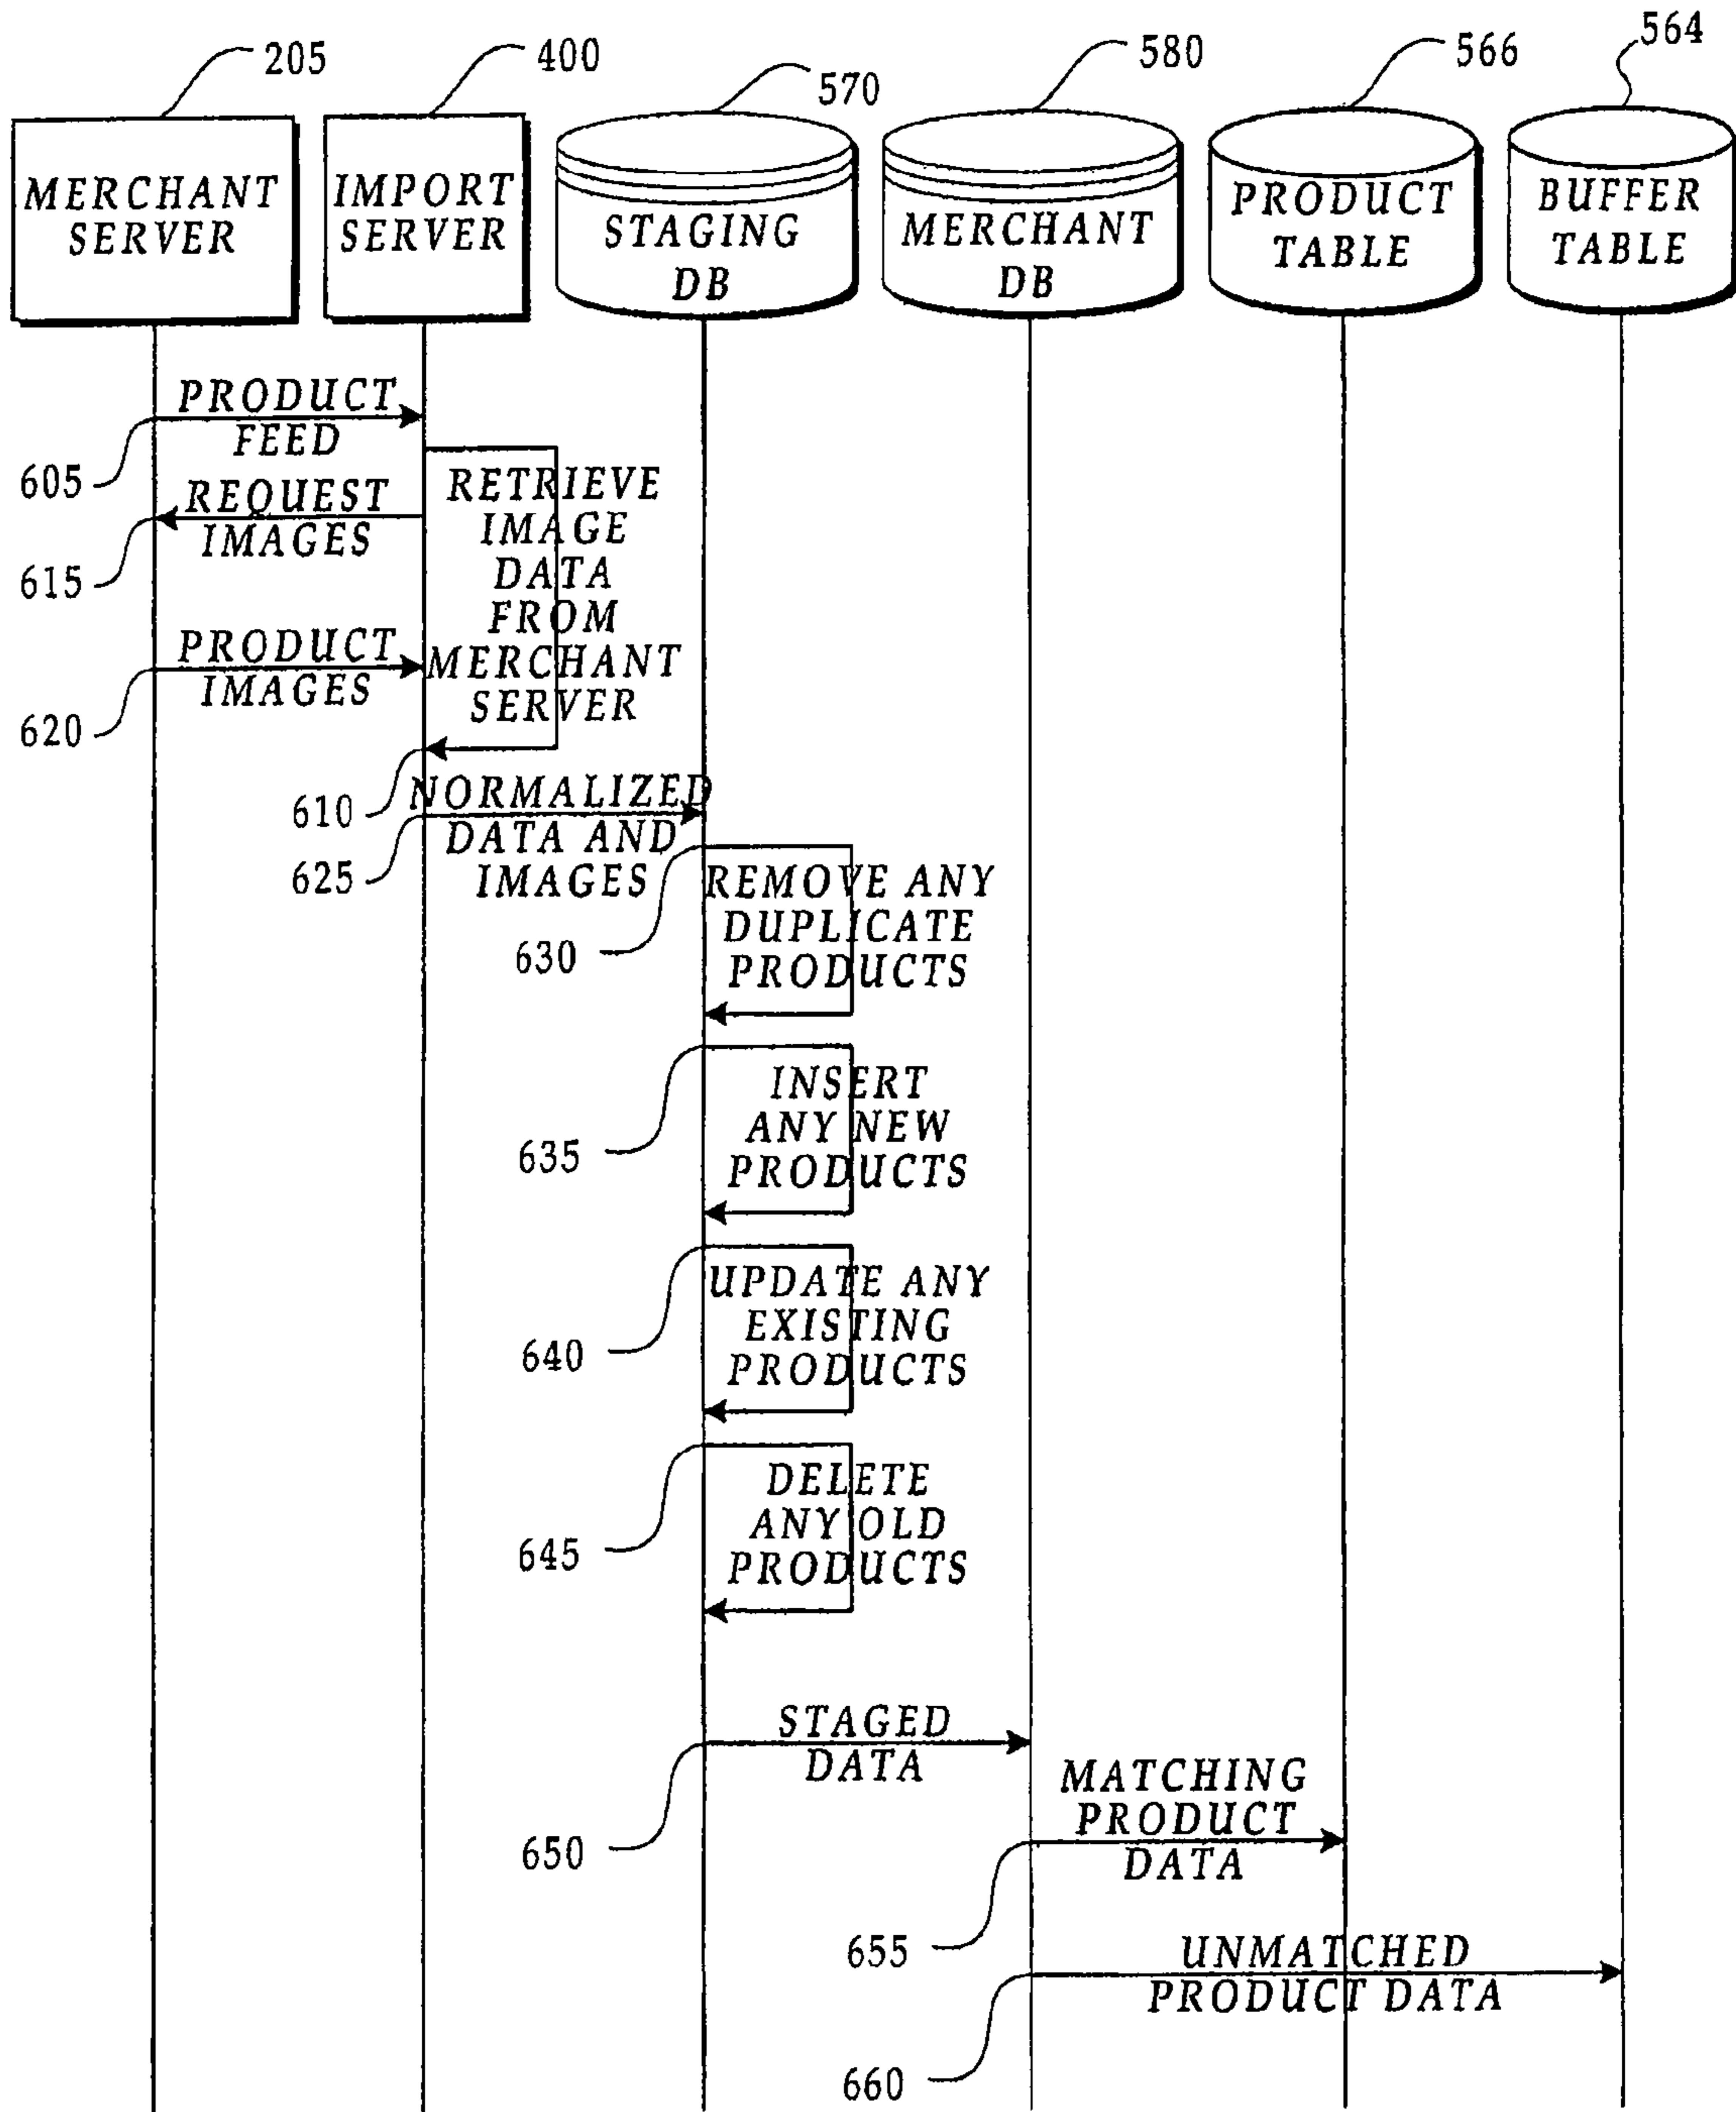 205
400
570
580
566
564
MERCHANT
SERVER
IMPORT
SERVER
STAGING
DB
MERCHANT
DB
PRODUCT
TABLE
BUFFER
TABLE
PRODUCT
FEED
605
REQUEST
IMAGES
615
RETRIEVE
IMAGE
DATA
FROM
MERCHANT
SERVER
PRODUCT
IMAGES
620
610
NORMALIZED
DATA AND
IMAGES
625
REMOVE ANY
DUPLICATE
PRODUCTS
630
INSERT
ANY NEW
PRODUCTS
635
UPDATE ANY
EXISTING
PRODUCTS
640
DELETE
ANY OLD
PRODUCTS
645
STAGED
DATA
650
MATCHING
PRODUCT
DATA
655
UNMATCHED
PRODUCT DATA
660